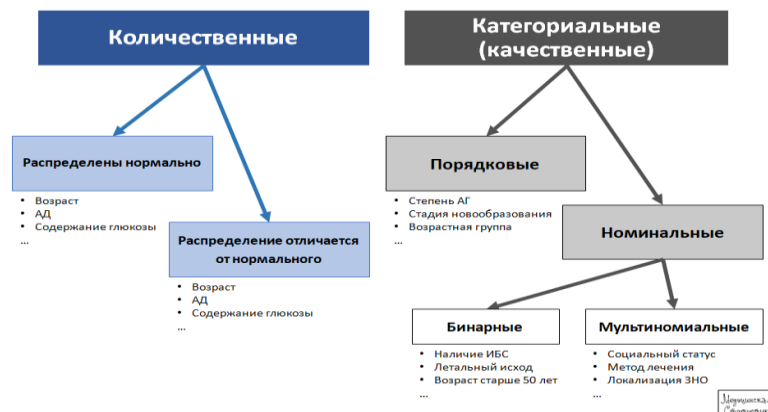 Количественные
Распределены нормально
• Возраст
• АД
• Содержание глюкозы
...
Распределение отличается
от нормального
• Возраст
• АД
• Содержание глюкозы
...
Категориальные
(качественные)
Порядковые
• Степень АГ
• Стадия новообразования
• Возрастная группа
...
Номинальные
Бинарные
• Наличие ИБС
• Летальный исход
• Возраст старше 50 лет
...
Мультиномиальные
• Социальный статус
• Метод лечения
• Локализация ЗНО
...